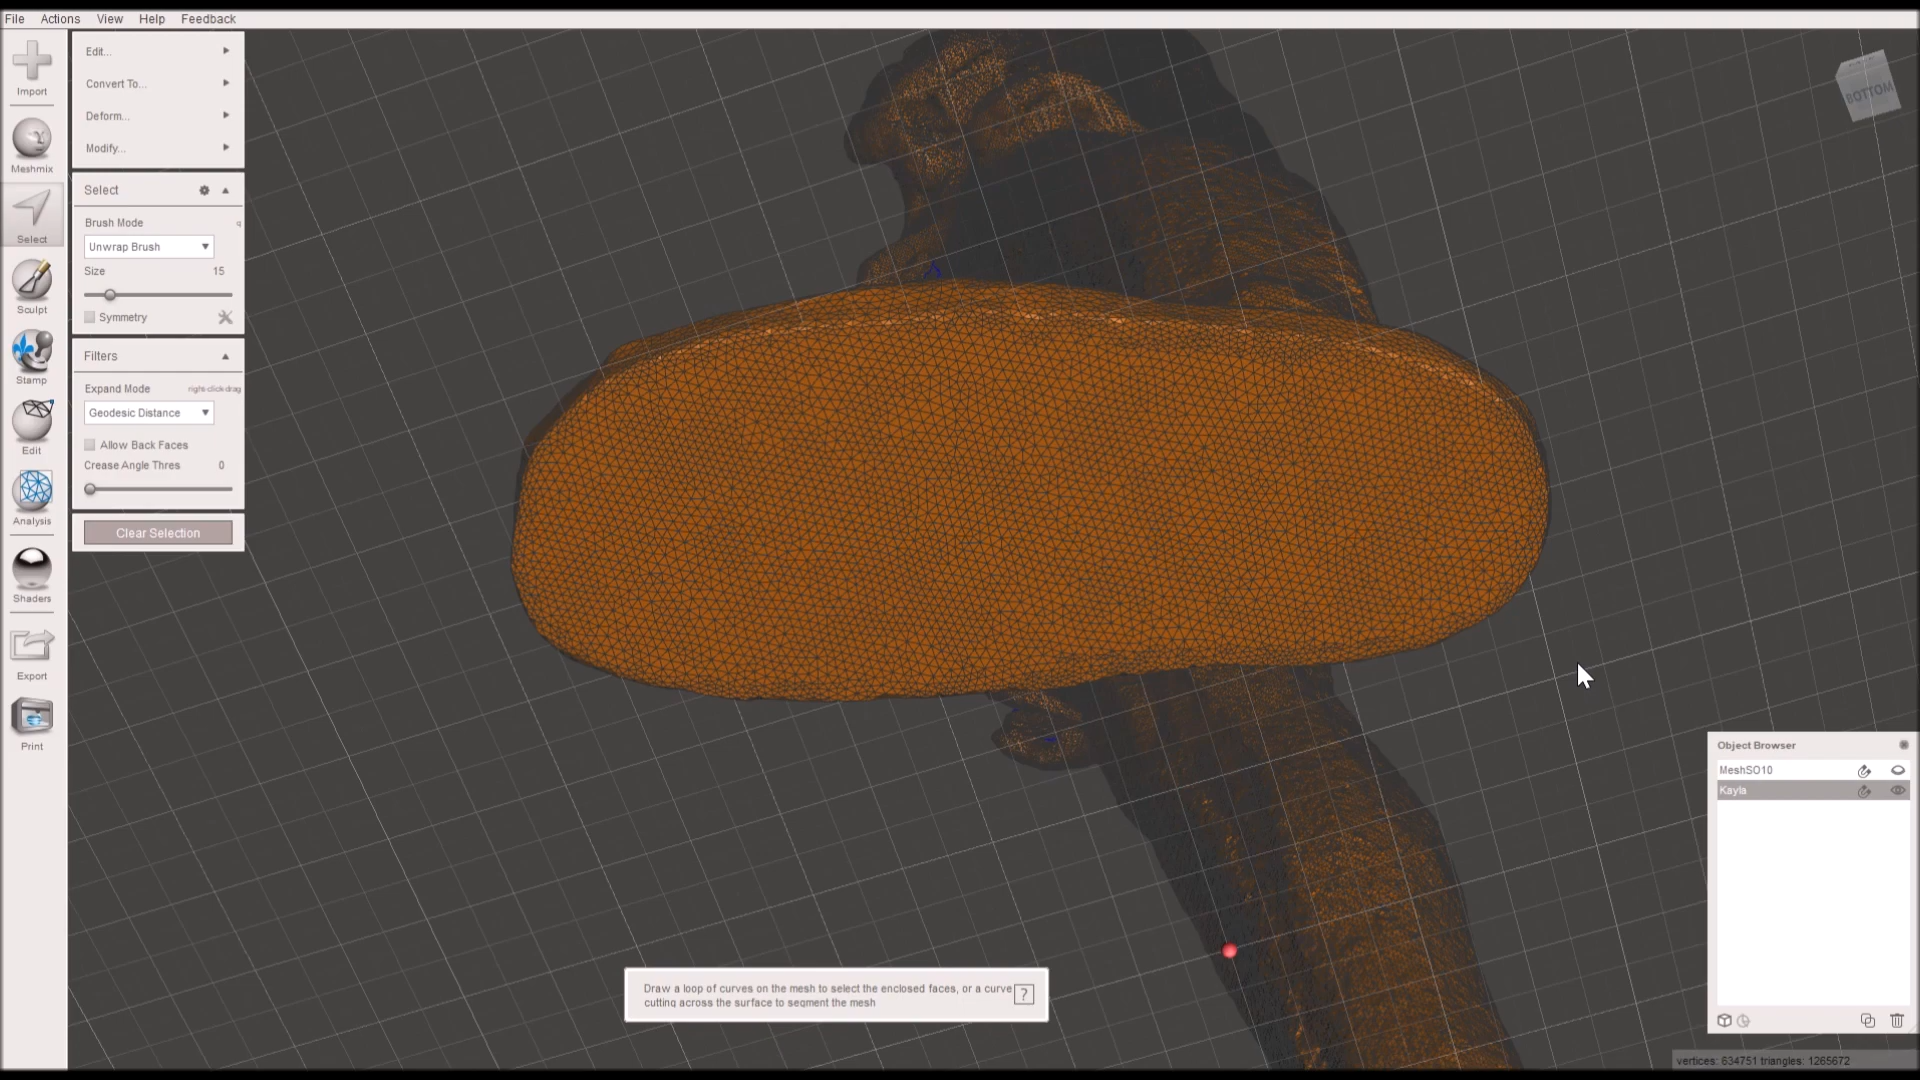 File Actions View Help Feedback
Import
Meshmix
Select
Sculpt
Stamp
Edit
Analysis
Shaders
Export
Print
Edit...
Convert To...
Deform...
Modify...
Select
Brush Mode q
Unwrap Brush
Size 15
Symmetry
Filters
Expand Mode right-click-drag
Geodesic Distance
Allow Back Faces
Crease Angle Thres 0
Clear Selection
BOTTOM
Draw a loop of curves on the mesh to select the enclosed faces, or a curve
cutting across the surface to segment the mesh
?
Object Browser
MeshSO10
Kayla
vertices: 634751 triangles: 1265672